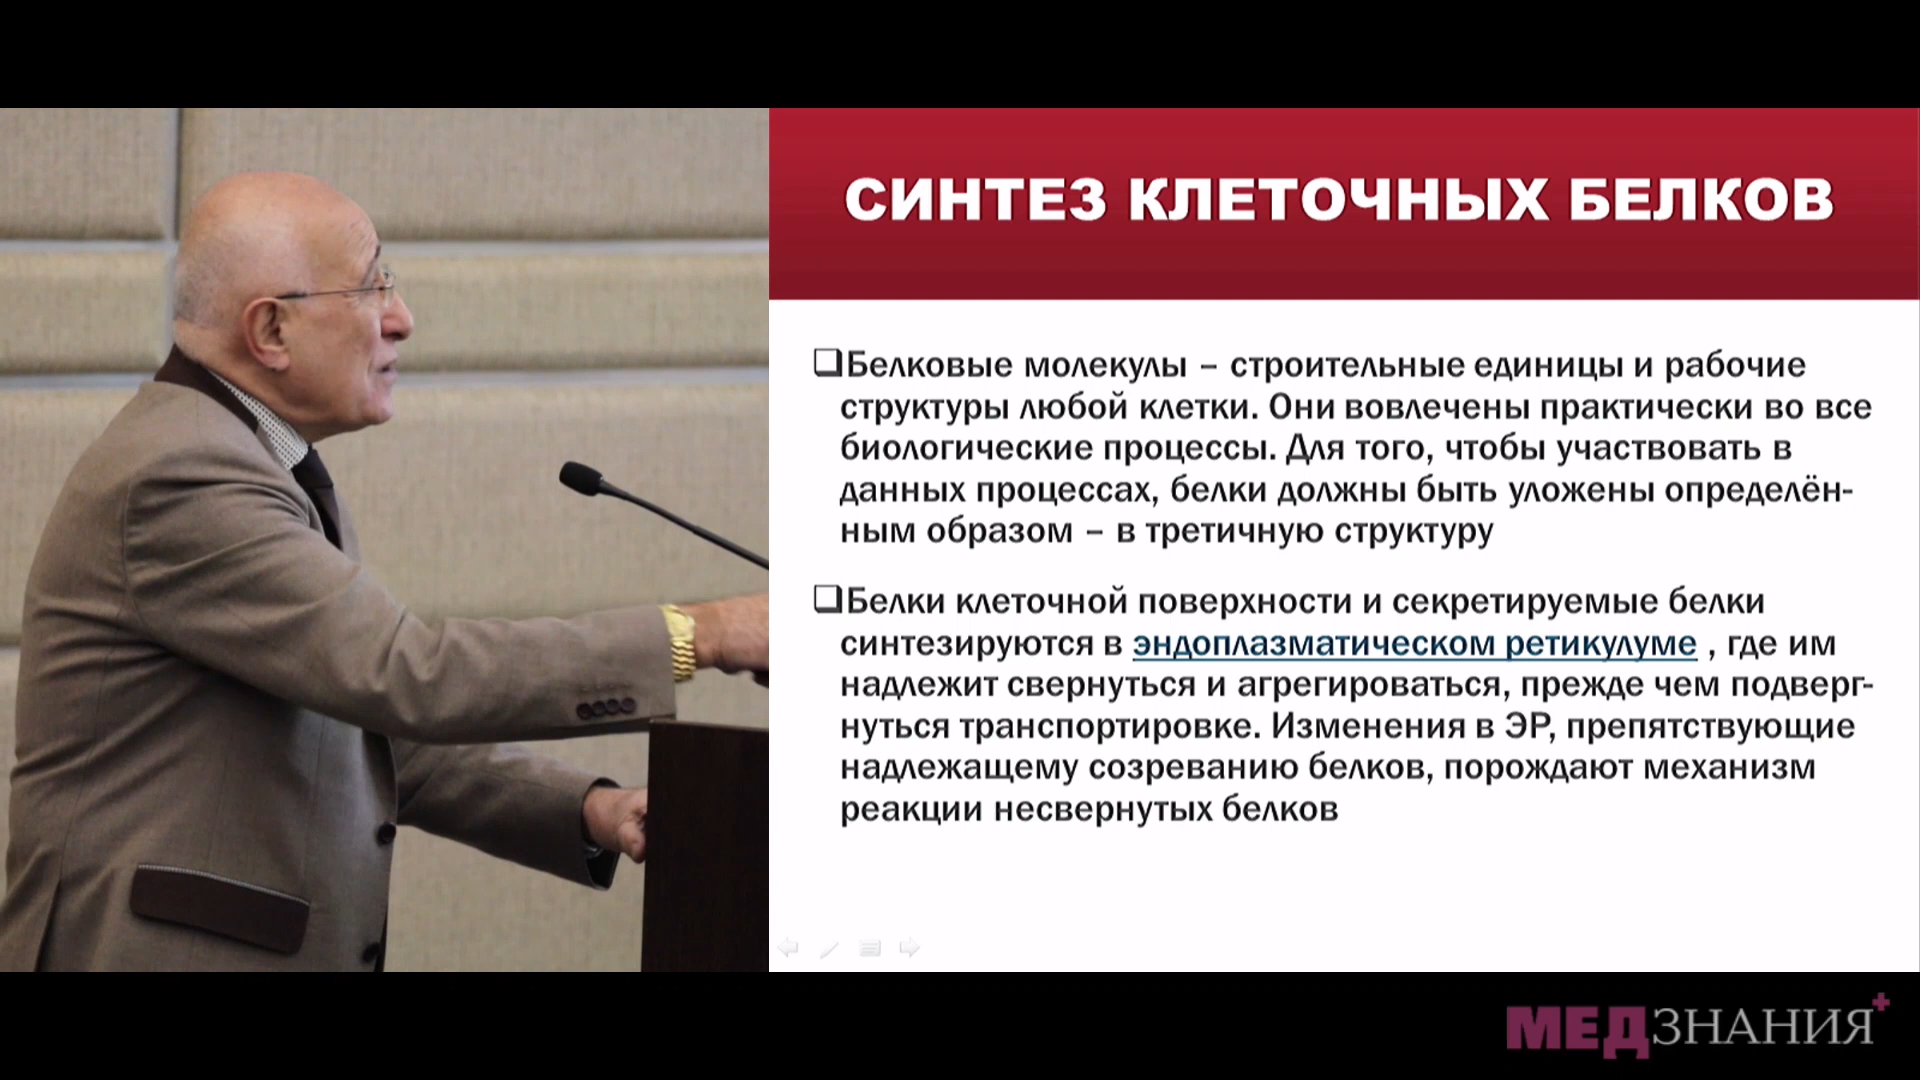 СИНТЕЗ КЛЕТОЧНЫХ БЕЛКОВ
❑Белковые молекулы – строительные единицы и рабочие
структуры любой клетки. Они вовлечены практически во все
биологические процессы. Для того, чтобы участвовать в
данных процессах, белки должны быть уложены определён-
ным образом – в третичную структуру
❑Белки клеточной поверхности и секретируемые белки
синтезируются в эндоплазматическом ретикулуме , где им
надлежит свернуться и агрегироваться, прежде чем подверг-
нуться транспортировке. Изменения в ЭР, препятствующие
надлежащему созреванию белков, порождают механизм
реакции несвернутых белков
МЕДЗНАНИЯ+